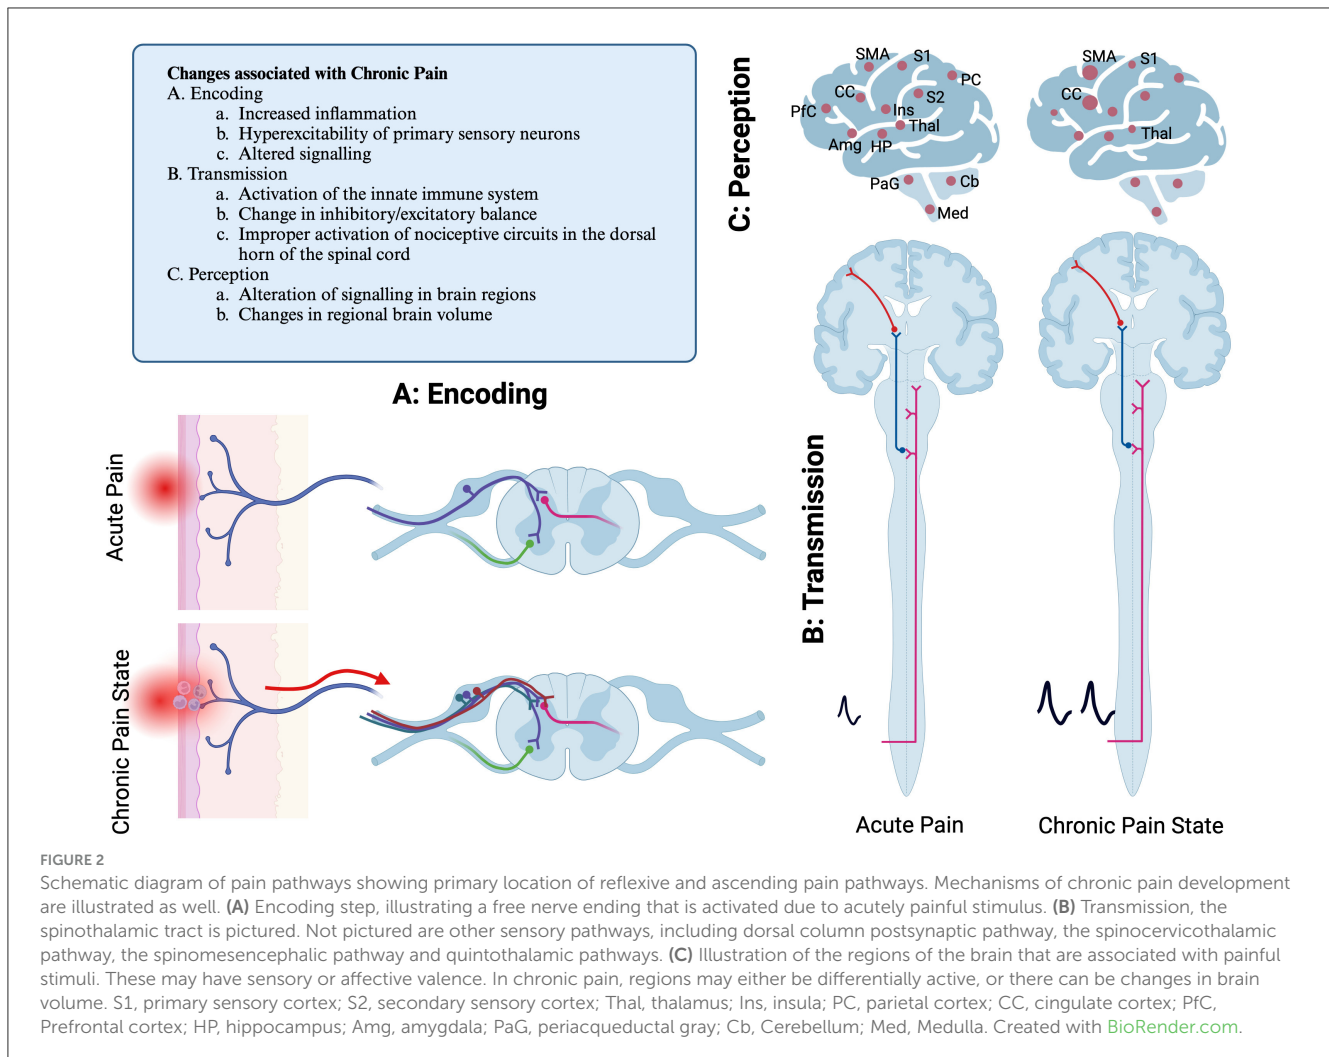 Changes associated with Chronic Pain
A. Encoding
a. Increased inflammation
b. Hyperexcitability of primary sensory neurons
c. Altered signalling
B. Transmission
a. Activation of the innate immune system
b. Change in inhibitory/excitatory balance
c. Improper activation of nociceptive circuits in the dorsal
horn of the spinal cord
C. Perception
a. Alteration of signalling in brain regions
b. Changes in regional brain volume
A: Encoding
Acute Pain
Chronic Pain State
C: Perception
SMA
S1
PC
CC
S2
PfC
Ins
Thal
Amg
HP
PaG
Cb
Med
SMA
S1
CC
Thal
B: Transmission
Acute Pain
Chronic Pain State
FIGURE 2
Schematic diagram of pain pathways showing primary location of reflexive and ascending pain pathways. Mechanisms of chronic pain development
are illustrated as well. (A) Encoding step, illustrating a free nerve ending that is activated due to acutely painful stimulus. (B) Transmission, the
spinothalamic tract is pictured. Not pictured are other sensory pathways, including dorsal column postsynaptic pathway, the spinocervicothalamic
pathway, the spinomesencephalic pathway and quintothalamic pathways. (C) Illustration of the regions of the brain that are associated with painful
stimuli. These may have sensory or affective valence. In chronic pain, regions may either be differentially active, or there can be changes in brain
volume. S1, primary sensory cortex; S2, secondary sensory cortex; Thal, thalamus; Ins, insula; PC, parietal cortex; CC, cingulate cortex; PfC,
Prefrontal cortex; HP, hippocampus; Amg, amygdala; PaG, periacqueductal gray; Cb, Cerebellum; Med, Medulla. Created with BioRender.com.